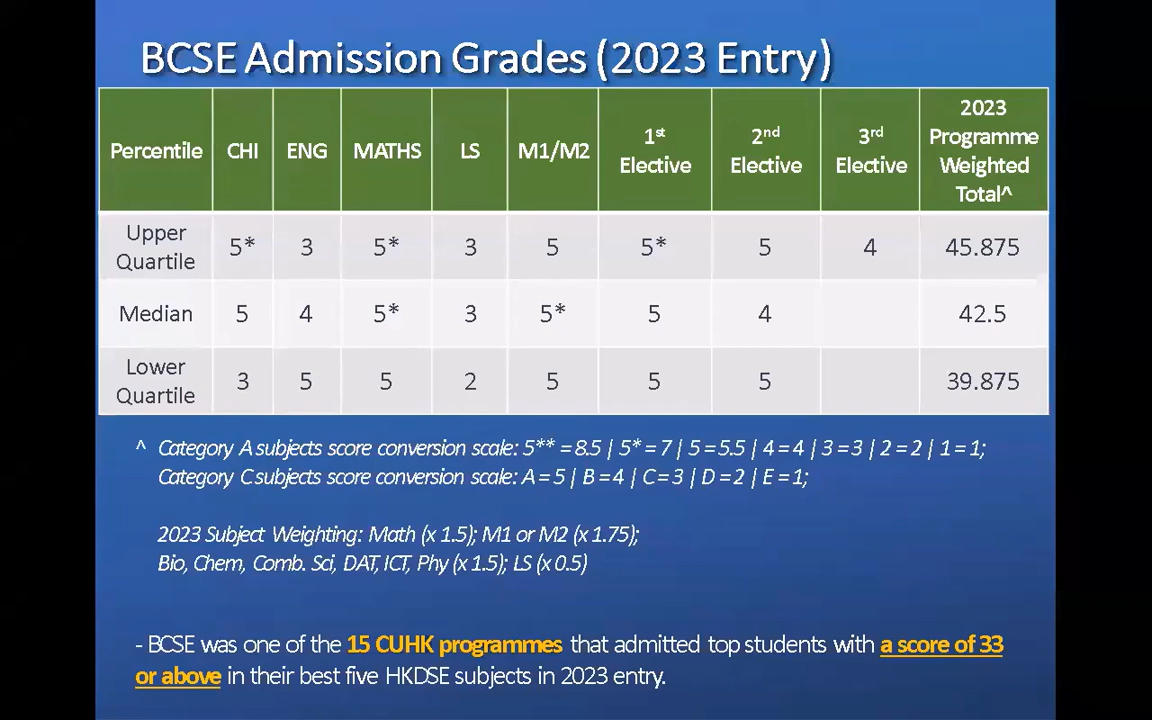 BCSE Admission Grades (2023 Entry)
Percentile CHI ENG MATHS LS M1/M2 1st Elective 2nd Elective 3rd Elective 2023 Programme Weighted Total^
Upper Quartile 5* 3 5* 3 5 5* 5 4 45.875
Median 5 4 5* 3 5* 5 4 42.5
Lower Quartile 3 5 5 2 5 5 5 39.875
^ Category A subjects score conversion scale: 5** = 8.5 | 5* = 7 | 5 = 5.5 | 4 = 4 | 3 = 3 | 2 = 2 | 1 = 1;
Category C subjects score conversion scale: A = 5 | B = 4 | C = 3 | D = 2 | E = 1;
2023 Subject Weighting: Math (x 1.5); M1 or M2 (x 1.75);
Bio, Chem, Comb. Sci, DAT, ICT, Phy (x 1.5); LS (x 0.5)
- BCSE was one of the 15 CUHK programmes that admitted top students with a score of 33
or above in their best five HKDSE subjects in 2023 entry.